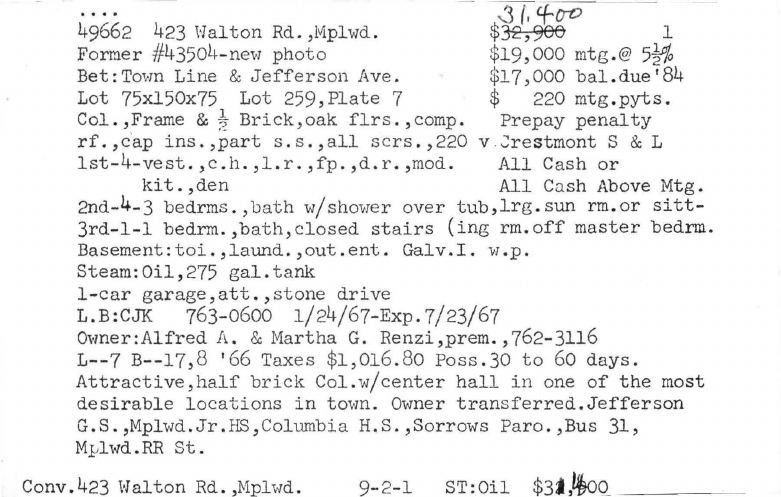 ....
31.400
49662 423 Walton Rd.,Mplwd. $32,900 1
Former #43504-new photo $19,000 mtg.@ 5½%
Bet:Town Line & Jefferson Ave. $17,000 bal.due'84
Lot 75x150x75 Lot 259,Plate 7 $ 220 mtg.pyts.
Col.,Frame & ½ Brick,oak flrs.,comp. Prepay penalty
rf.,cap ins.,part s.s.,all scrs.,220 v.Crestmont S & L
1st-4-vest.,c.h.,l.r.,fp.,d.r.,mod. All Cash or
kit.,den All Cash Above Mtg.
2nd-4-3 bedrms.,bath w/shower over tub,lrg.sun rm.or sitt-
3rd-1-1 bedrm.,bath,closed stairs (ing rm.off master bedrm.
Basement:toi.,laund.,out.ent. Galv.I. w.p.
Steam:Oil,275 gal.tank
1-car garage,att.,stone drive
L.B:CJK 763-0600 1/24/67-Exp.7/23/67
Owner:Alfred A. & Martha G. Renzi,prem.,762-3116
L--7 B--17,8 '66 Taxes $1,016.80 Poss.30 to 60 days.
Attractive,half brick Col.w/center hall in one of the most
desirable locations in town. Owner transferred.Jefferson
G.S.,Mplwd.Jr.HS,Columbia H.S.,Sorrows Paro.,Bus 31,
Mplwd.RR St.
Conv.423 Walton Rd.,Mplwd. 9-2-1 ST:Oil $31,400